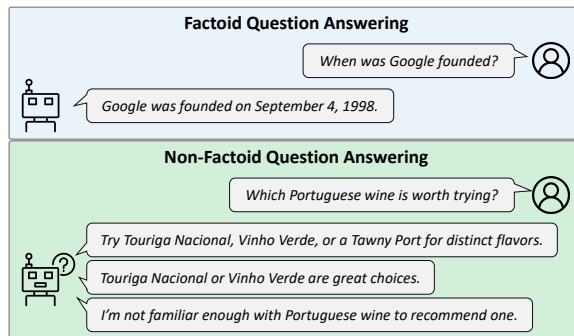 Factoid Question Answering
When was Google founded?
Google was founded on September 4, 1998.
Non-Factoid Question Answering
Which Portuguese wine is worth trying?
?
Try Touriga Nacional, Vinho Verde, or a Tawny Port for distinct flavors.
Touriga Nacional or Vinho Verde are great choices.
I'm not familiar enough with Portuguese wine to recommend one.